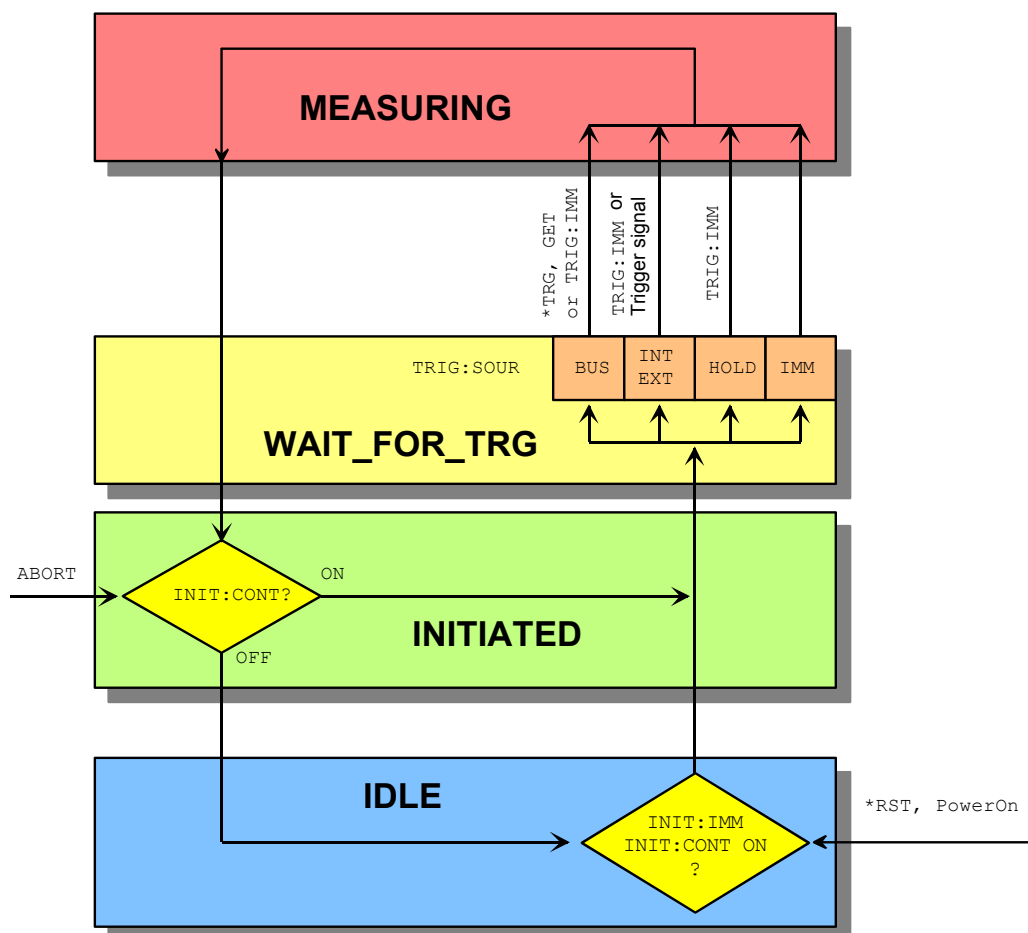 MEASURING
*TRG, GET
or TRIG:IMM
TRIG:IMM or
Trigger signal
TRIG:IMM
TRIG:SOUR
BUS
INT
EXT
HOLD
IMM
WAIT_FOR_TRG
ABORT
INIT:CONT?
ON
INITIATED
OFF
IDLE
INIT:IMM
INIT:CONT ON
?
*RST, PowerOn